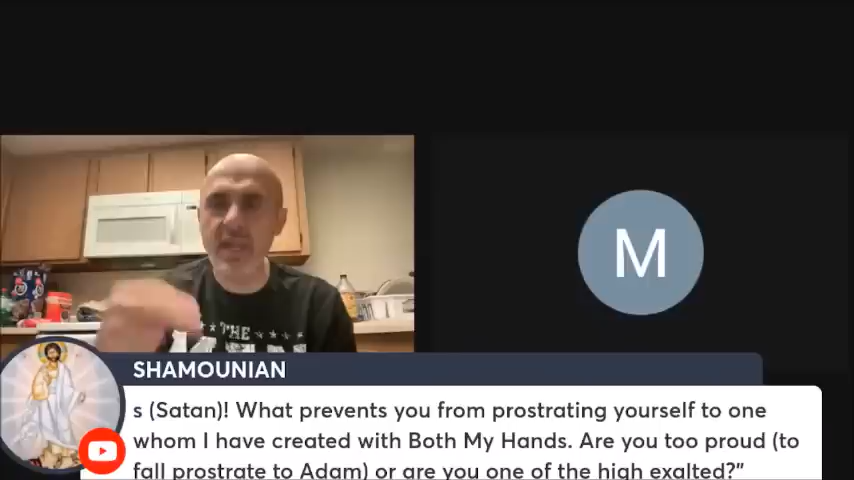 M
THE
SHAMOUNIAN
s (Satan)! What prevents you from prostrating yourself to one
whom I have created with Both My Hands. Are you too proud (to
fall prostrate to Adam) or are you one of the high exalted?”